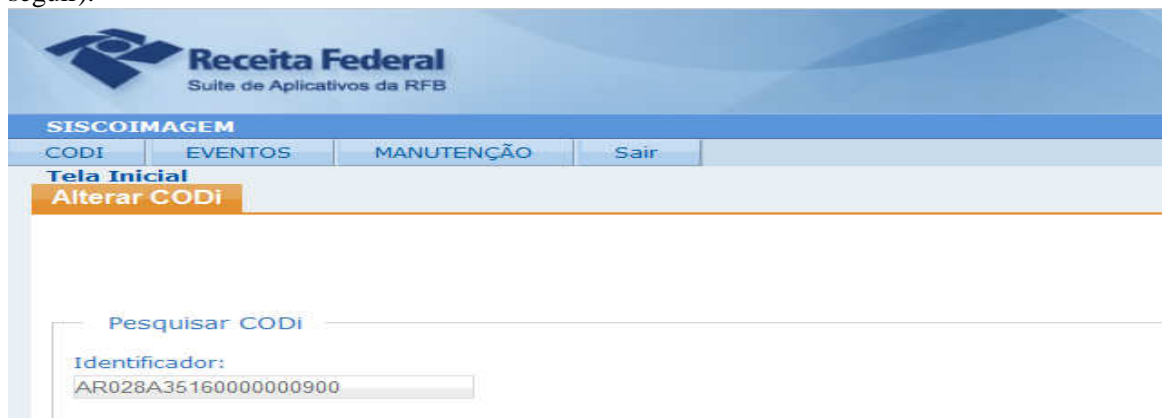 seguir).
Receita Federal
Suite de Aplicativos da RFB
SISCOIMAGEM
CODI EVENTOS MANUTENÇÃO Sair
Tela Inicial
Alterar CODi
Pesquisar CODi
Identificador:
AR028A35160000000900